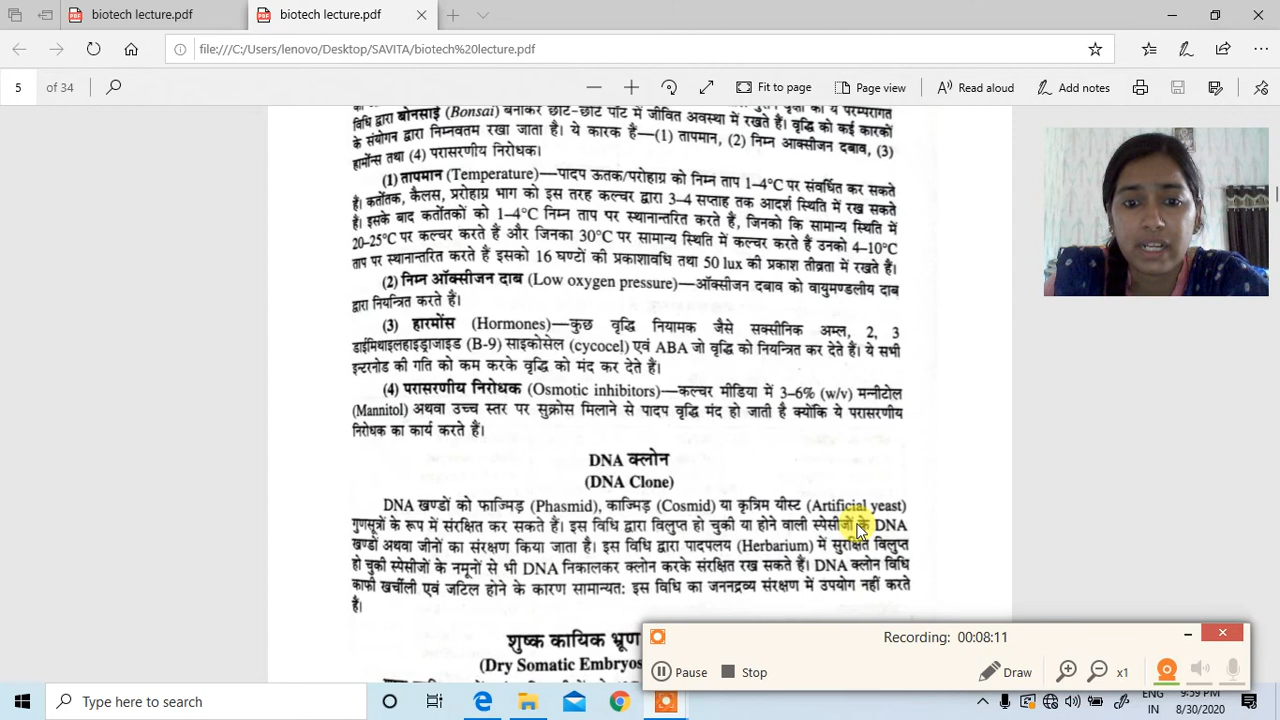 biotech lecture.pdf
biotech lecture.pdf
file:///C:/Users/lenovo/Desktop/SAVITA/biotech%20lecture.pdf
5 of 34
Fit to page
Page view
Read aloud
Add notes
विधि द्वारा बोनसाई (Bonsai) बनाकर छोटे-छोटे पॉट में जीवित अवस्था में रखते हैं। वृद्धि को कई कारकों
के संयोगन द्वारा निम्नवतम रखा जाता है। ये कारक हैं—(1) तापमान, (2) निम्न आक्सीजन दबाव, (3)
हार्मोन्स तथा (4) परासरणीय निरोधक।
(1) तापमान (Temperature)—पादप ऊतक/परोहाग्र को निम्न ताप 1–4°C पर संवर्धित कर सकते
हैं। कर्तोतक, कैलस, प्ररोहाग्र भाग को इस तरह कल्चर द्वारा 3–4 सप्ताह तक आदर्श स्थिति में रख सकते
हैं। इसके बाद कर्तोतकों को 1–4°C निम्न ताप पर स्थानान्तरित करते हैं, जिनको कि सामान्य स्थिति में
20–25°C पर कल्चर करते हैं और जिनका 30°C पर सामान्य स्थिति में कल्चर करते हैं उनको 4–10°C
ताप पर स्थानान्तरित करते हैं इसको 16 घण्टों की प्रकाशावधि तथा 50 lux की प्रकाश तीव्रता में रखते हैं।
(2) निम्न ऑक्सीजन दाब (Low oxygen pressure)—ऑक्सीजन दबाव को वायुमण्डलीय दाब
द्वारा नियन्त्रित करते हैं।
(3) हारमोंस (Hormones)—कुछ वृद्धि नियामक जैसे सक्सीनिक अम्ल, 2, 3
डाईमिथाइलहाइड्राजाइड (B-9) साइकोसेल (cycocel) एवं ABA जो वृद्धि को नियन्त्रित कर देते हैं। ये सभी
इन्टरनोड की गति को कम करके वृद्धि को मंद कर देते हैं।
(4) परासरणीय निरोधक (Osmotic inhibitors)—कल्चर मीडिया में 3–6% (w/v) मन्नीटोल
(Mannitol) अथवा उच्च स्तर पर सुक्रोस मिलाने से पादप वृद्धि मंद हो जाती है क्योंकि ये परासरणीय
निरोधक का कार्य करते हैं।
DNA क्लोन
(DNA Clone)
DNA खण्डों को फाज्मिड़ (Phasmid), काज्मिड़ (Cosmid) या कृत्रिम यीस्ट (Artificial yeast)
गुणसूत्रों के रूप में संरक्षित कर सकते हैं। इस विधि द्वारा विलुप्त हो चुकी या होने वाली स्पेसीजों के DNA
खण्डों अथवा जीनों का संरक्षण किया जाता है। इस विधि द्वारा पादपलय (Herbarium) में सुरक्षित विलुप्त
हो चुकी स्पेसीजों के नमूनों से भी DNA निकालकर क्लोन करके संरक्षित रख सकते हैं। DNA क्लोन विधि
काफी खर्चीली एवं जटिल होने के कारण सामान्यत: इस विधि का जननद्रव्य संरक्षण में उपयोग नहीं करते
हैं।
शुष्क कायिक भ्रूण
(Dry Somatic Embryos
Recording: 00:08:11
Pause
Stop
Draw
x1
Type here to search
ENG
IN
9:59 PM
8/30/2020